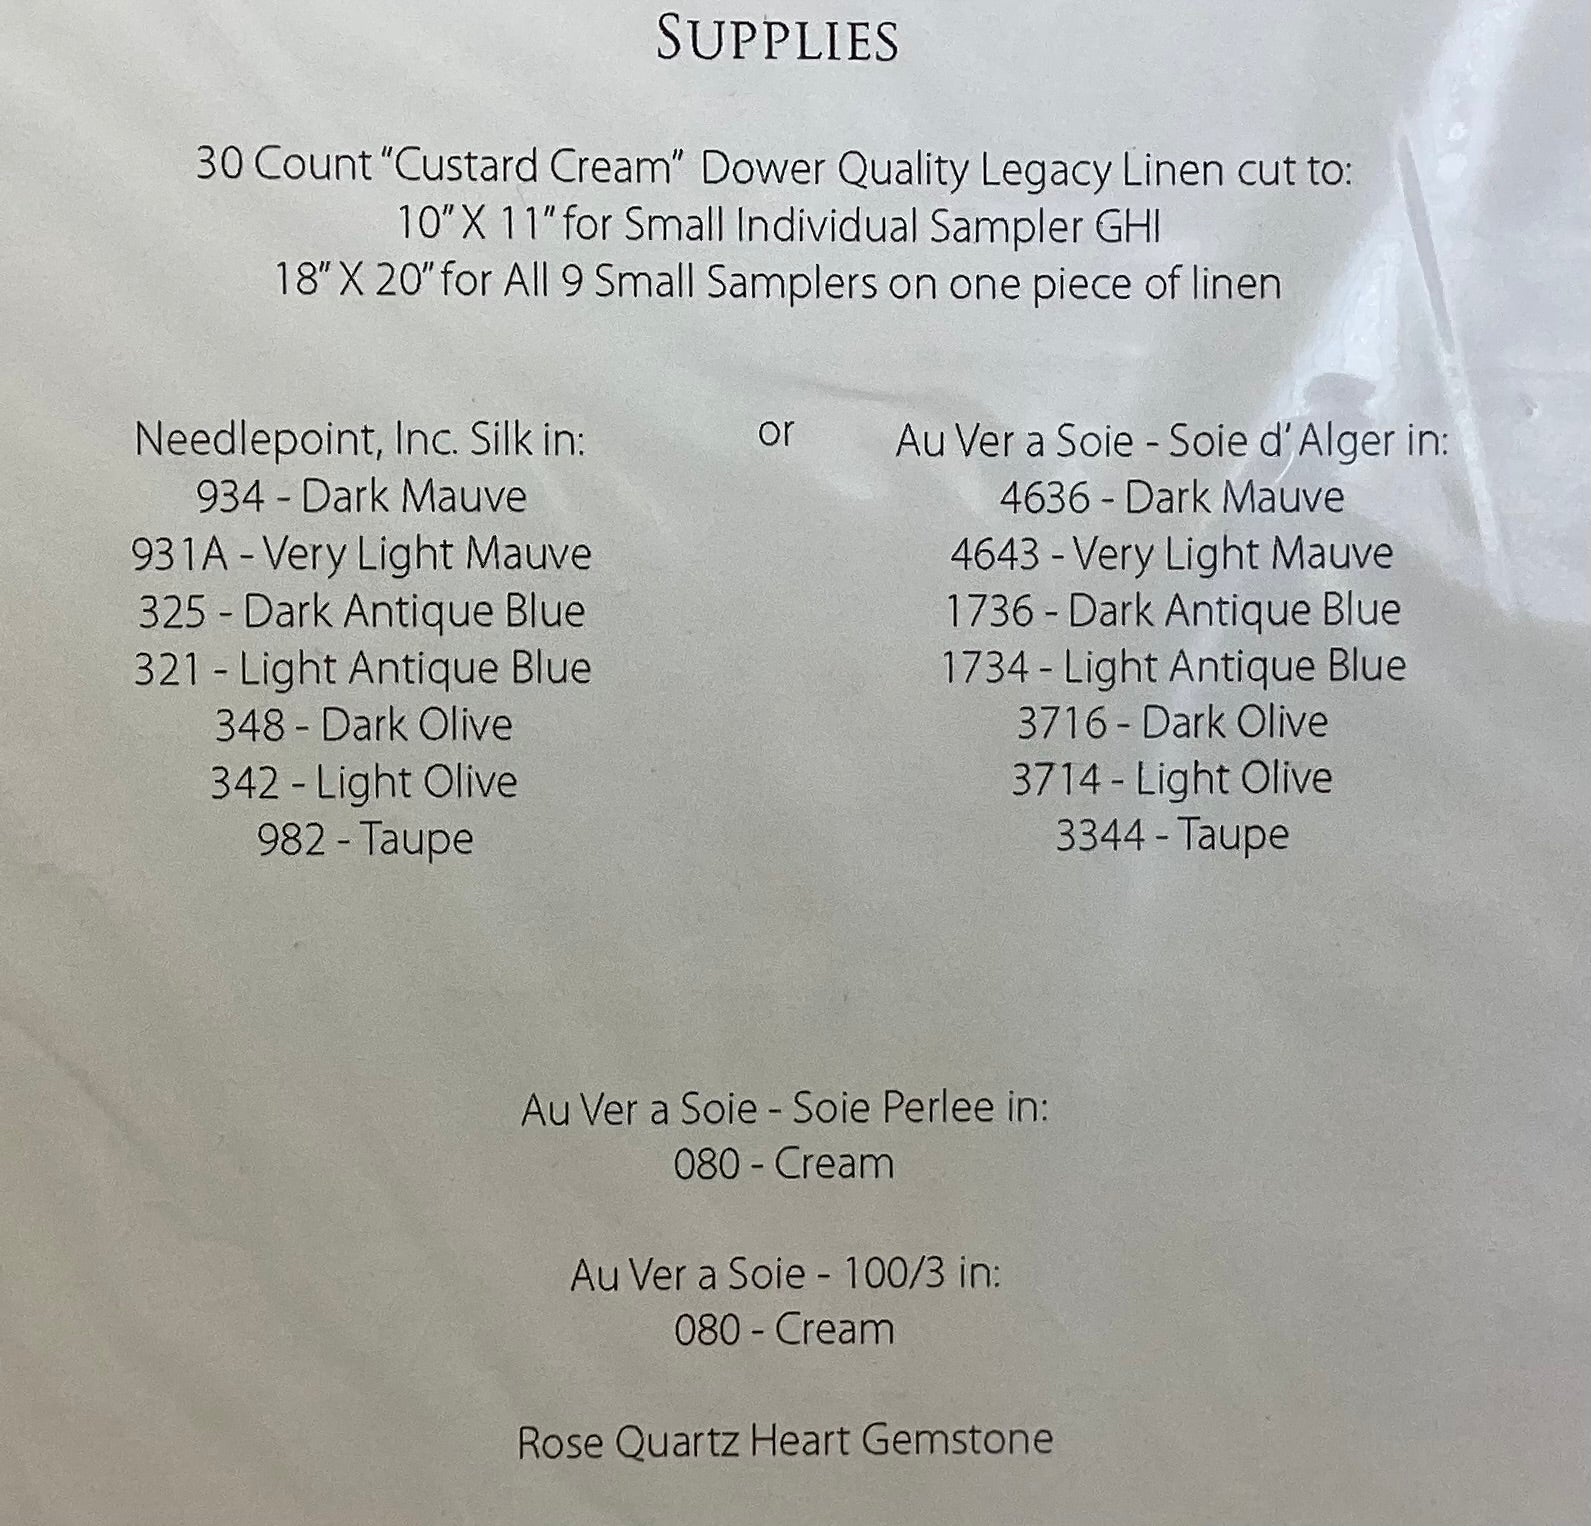 SUPPLIES
30 Count "Custard Cream" Dower Quality Legacy Linen cut to:
10" X 11" for Small Individual Sampler GHI
18" X 20" for All 9 Small Samplers on one piece of linen
Needlepoint, Inc. Silk in:
934 - Dark Mauve
931A - Very Light Mauve
325 - Dark Antique Blue
321 - Light Antique Blue
348 - Dark Olive
342 - Light Olive
982 - Taupe
or
Au Ver a Soie - Soie d' Alger in:
4636 - Dark Mauve
4643 - Very Light Mauve
1736 - Dark Antique Blue
1734 - Light Antique Blue
3716 - Dark Olive
3714 - Light Olive
3344 - Taupe
Au Ver a Soie - Soie Perlee in:
080 - Cream
Au Ver a Soie - 100/3 in:
080 - Cream
Rose Quartz Heart Gemstone